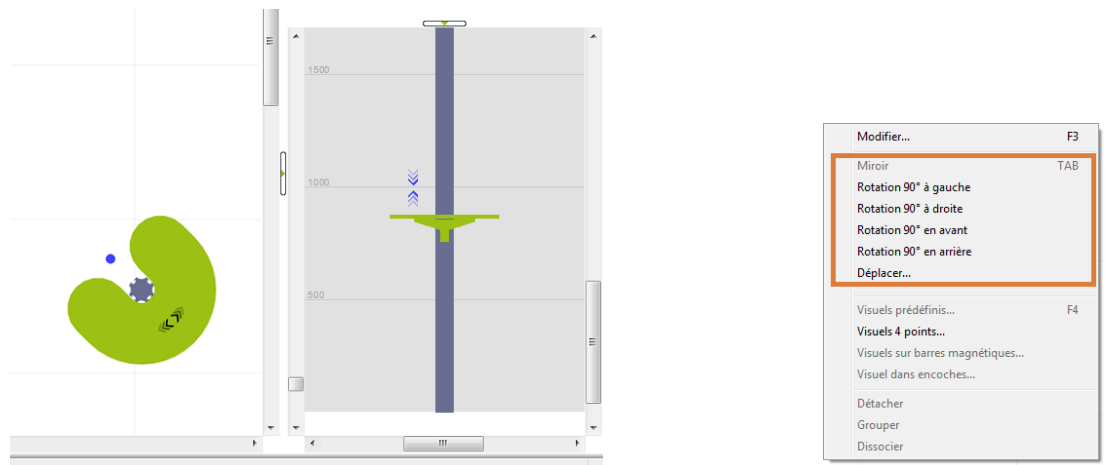 1500
1000
500
Modifier... F3
Miroir TAB
Rotation 90° à gauche
Rotation 90° à droite
Rotation 90° en avant
Rotation 90° en arrière
Déplacer...
Visuels prédéfinis... F4
Visuels 4 points...
Visuels sur barres magnétiques...
Visuel dans encoches...
Détacher
Grouper
Dissocier